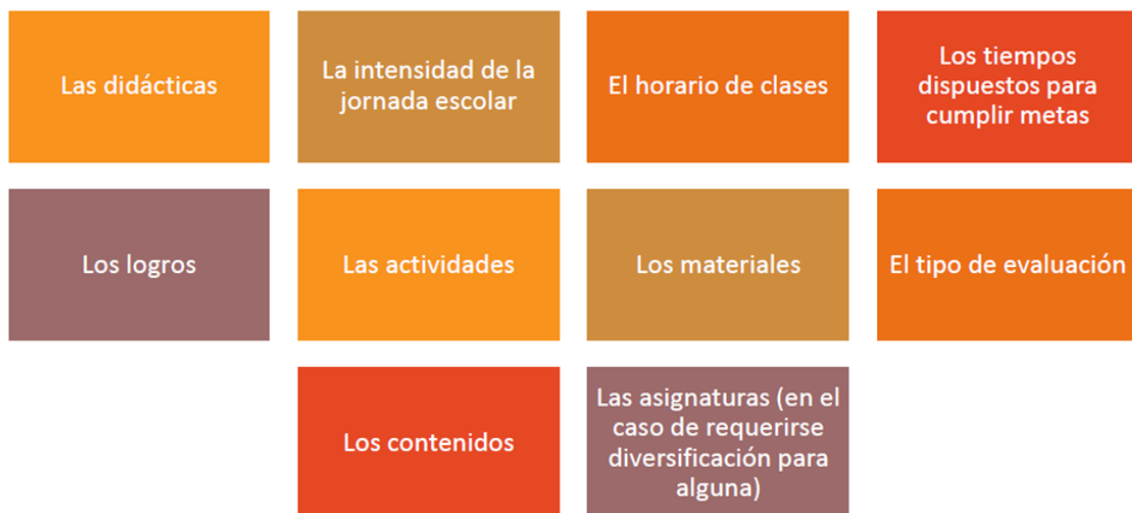 Las didácticas
La intensidad de la
jornada escolar
El horario de clases
Los tiempos
dispuestos para
cumplir metas
Los logros
Las actividades
Los materiales
El tipo de evaluación
Los contenidos
Las asignaturas (en el
caso de requerirse
diversificación para
alguna)